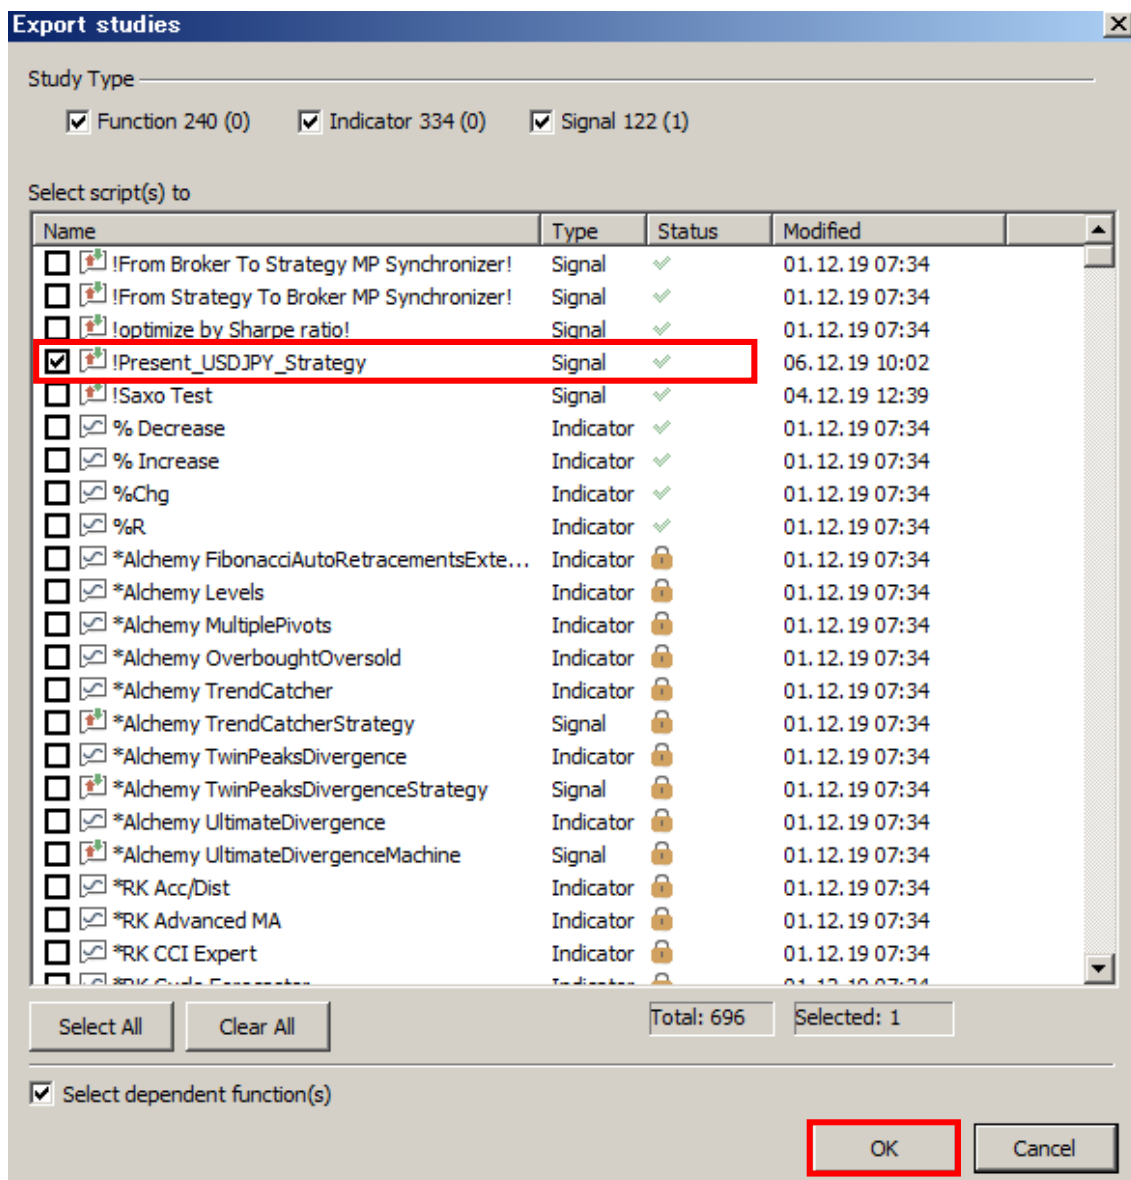 Export studies
Study Type
Function 240 (0) Indicator 334 (0) Signal 122 (1)
Select script(s) to
Name Type Status Modified
!From Broker To Strategy MP Synchronizer! Signal 01.12.19 07:34
!From Strategy To Broker MP Synchronizer! Signal 01.12.19 07:34
!optimize by Sharpe ratio! Signal 01.12.19 07:34
!Present_USDJPY_Strategy Signal 06.12.19 10:02
!Saxo Test Signal 04.12.19 12:39
% Decrease Indicator 01.12.19 07:34
% Increase Indicator 01.12.19 07:34
%Chg Indicator 01.12.19 07:34
%R Indicator 01.12.19 07:34
*Alchemy FibonacciAutoRetracementsExte... Indicator 01.12.19 07:34
*Alchemy Levels Indicator 01.12.19 07:34
*Alchemy MultiplePivots Indicator 01.12.19 07:34
*Alchemy OverboughtOversold Indicator 01.12.19 07:34
*Alchemy TrendCatcher Indicator 01.12.19 07:34
*Alchemy TrendCatcherStrategy Signal 01.12.19 07:34
*Alchemy TwinPeaksDivergence Indicator 01.12.19 07:34
*Alchemy TwinPeaksDivergenceStrategy Signal 01.12.19 07:34
*Alchemy UltimateDivergence Indicator 01.12.19 07:34
*Alchemy UltimateDivergenceMachine Signal 01.12.19 07:34
*RK Acc/Dist Indicator 01.12.19 07:34
*RK Advanced MA Indicator 01.12.19 07:34
*RK CCI Expert Indicator 01.12.19 07:34
Select All Clear All Total: 696 Selected: 1
Select dependent function(s)
OK Cancel